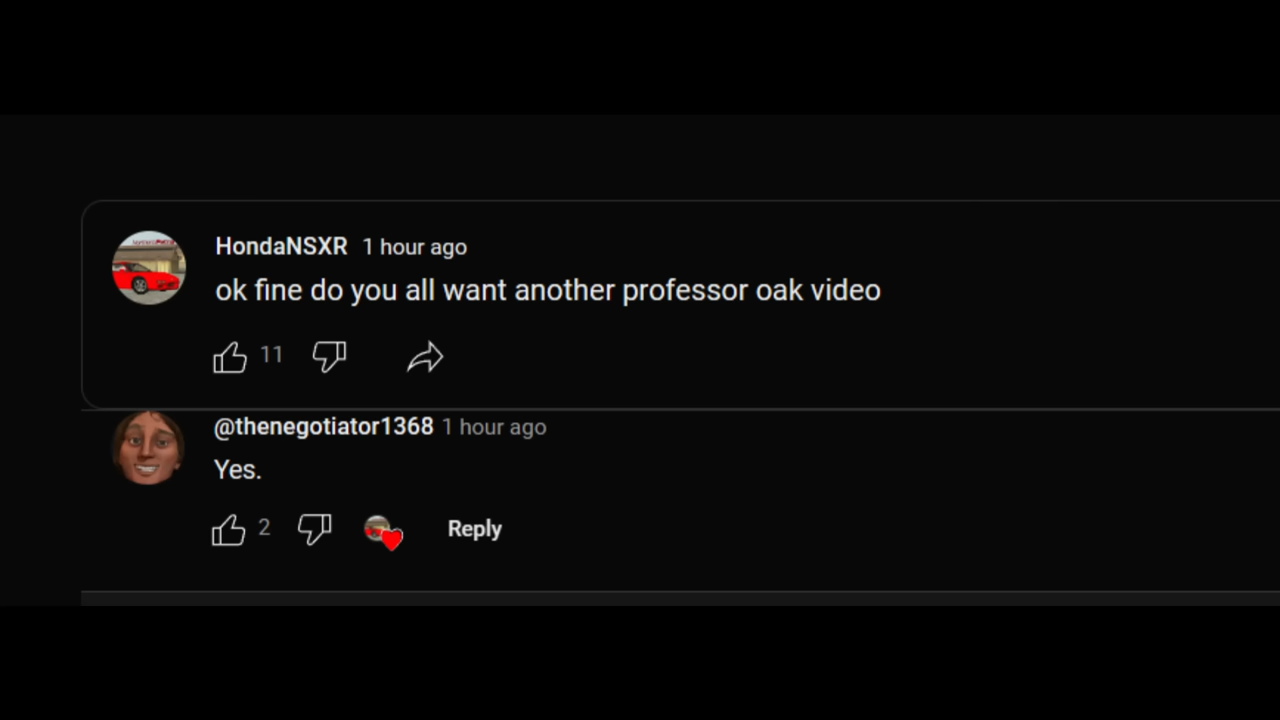 HondaNSXR 1 hour ago
ok fine do you all want another professor oak video
11
@thenegotiator1368 1 hour ago
Yes.
2 Reply